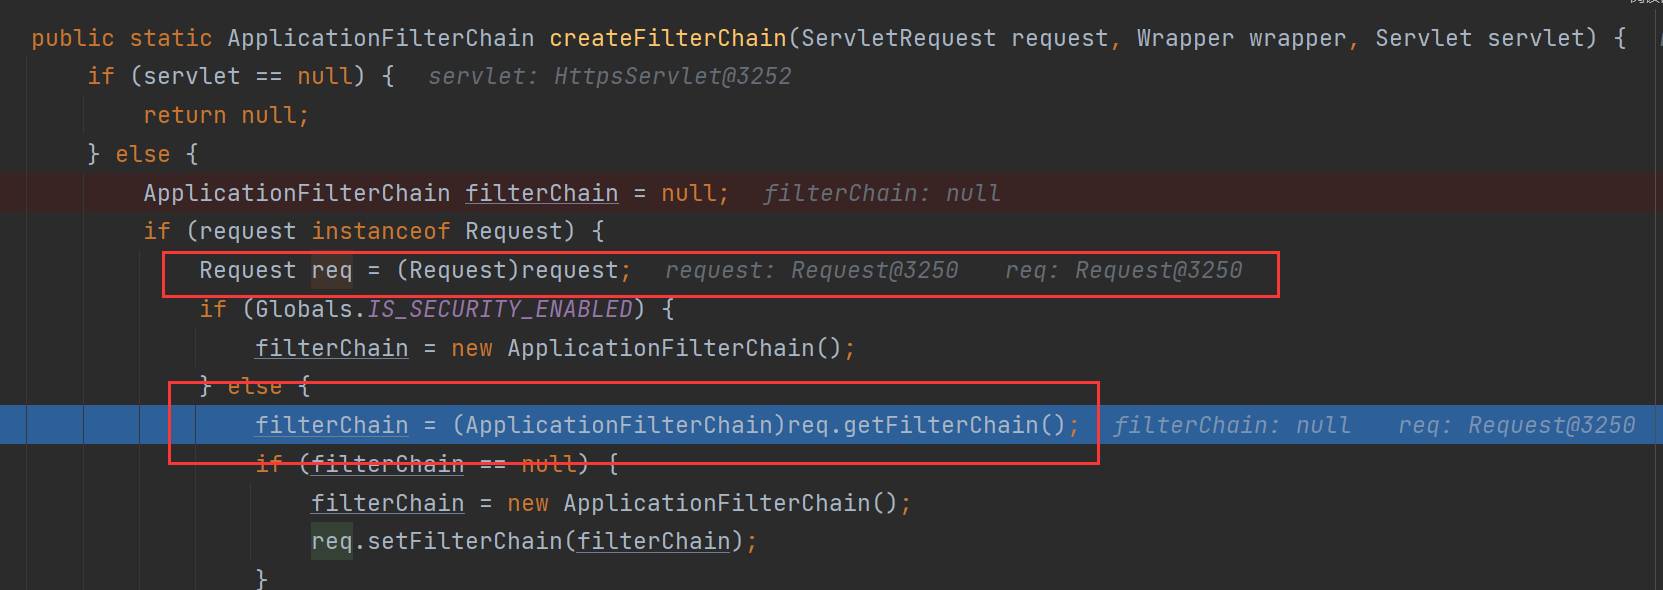 public static ApplicationFilterChain createFilterChain(ServletRequest request, Wrapper wrapper, Servlet servlet) {
if (servlet == null) { servlet: HttpsServlet@3252
return null;
} else {
ApplicationFilterChain filterChain = null; filterChain: null
if (request instanceof Request) {
Request req = (Request)request; request: Request@3250 req: Request@3250
if (Globals.IS_SECURITY_ENABLED) {
filterChain = new ApplicationFilterChain();
} else {
filterChain = (ApplicationFilterChain)req.getFilterChain(); filterChain: null req: Request@3250
if (filterChain == null) {
filterChain = new ApplicationFilterChain();
req.setFilterChain(filterChain);
}